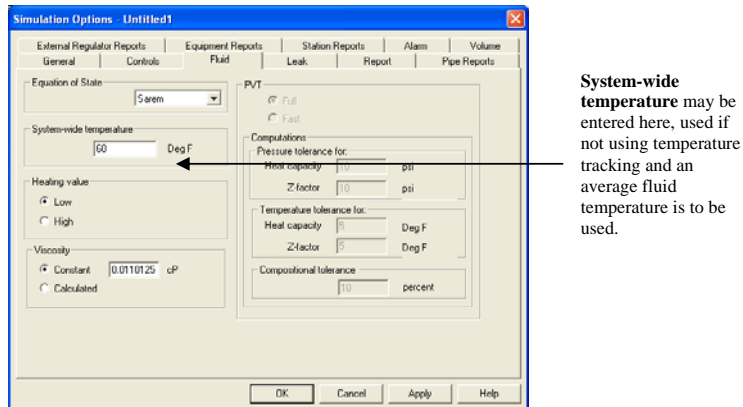 Simulation Options - Untitled1
External Regulator Reports Equipment Reports Station Reports Alarm Volume
General Controls Fluid Leak Report Pipe Reports
Equation of State
Sarem
System-wide temperature
60 Deg F
Heating value
Low
High
Viscosity
Constant 0.0110125 cP
Calculated
PVT
Full
Fast
Computations
Pressure tolerance for:
Heat capacity 10 psi
Z-factor 10 psi
Temperature tolerance for:
Heat capacity 5 Deg F
Z-factor 5 Deg F
Compositional tolerance
10 percent
OK Cancel Apply Help
System-wide
temperature may be
entered here, used if
not using temperature
tracking and an
average fluid
temperature is to be
used.